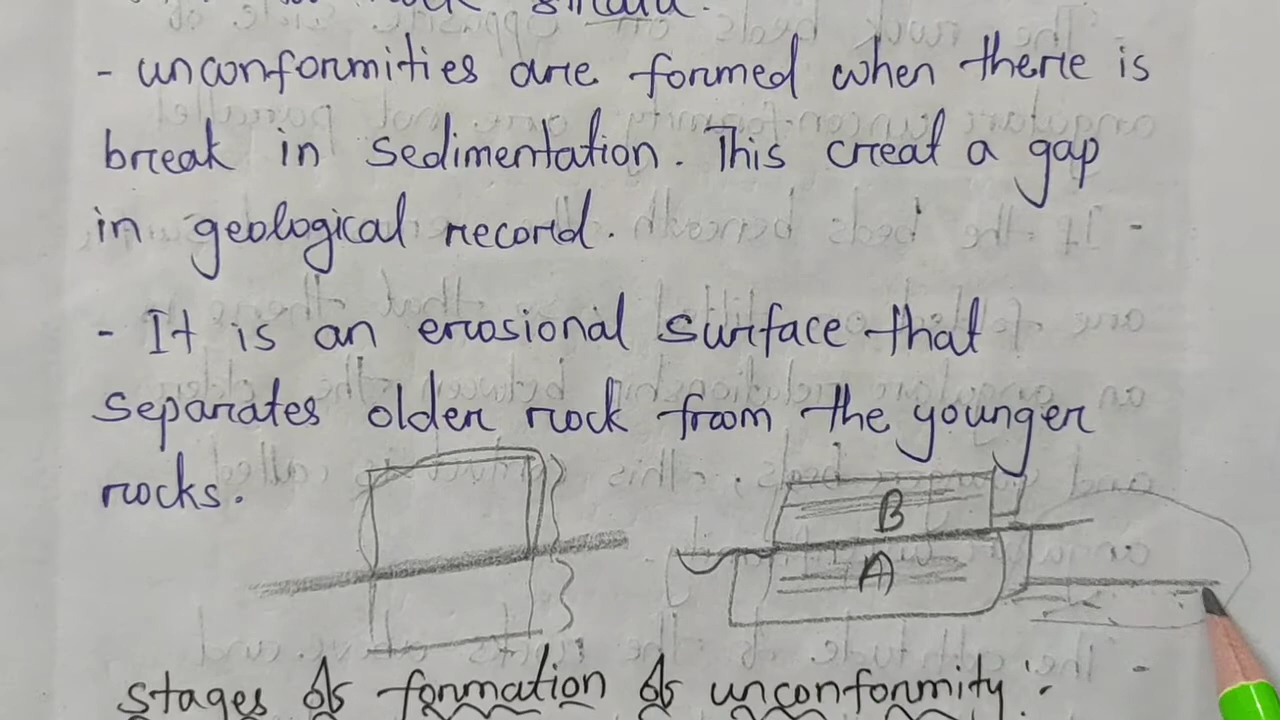 - unconformities are formed when there is
break in sedimentation. This creat a gap
in geological record.
- It is an erosional surface that
separates older rock from the younger
rocks.
B
A
stages of formation of unconformity :